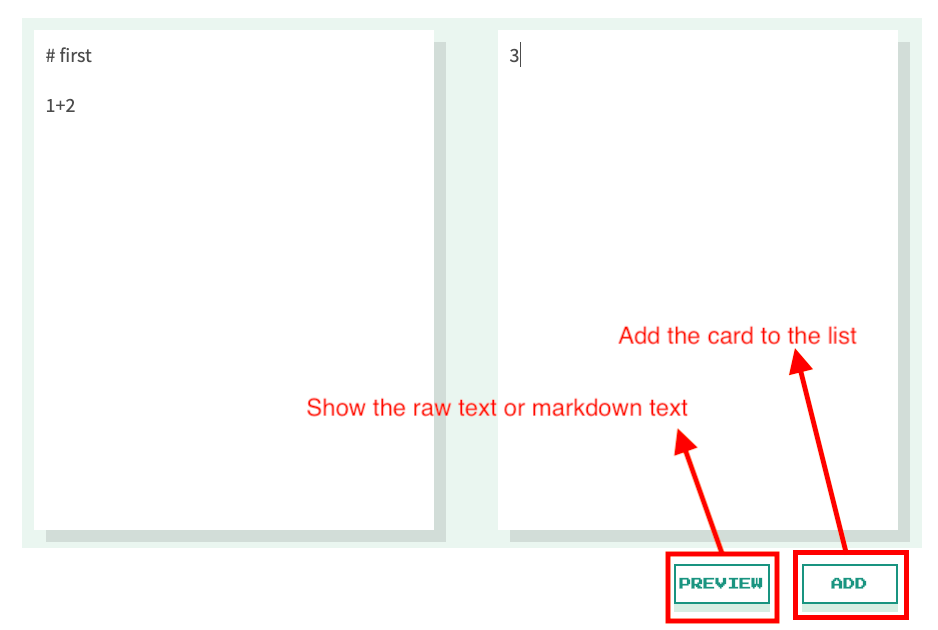 # first
1+2
3
Add the card to the list
Show the raw text or markdown text
PREVIEW
ADD